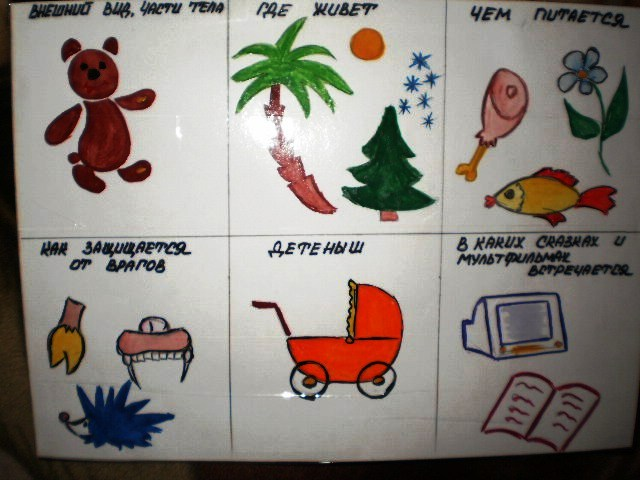 ВНЕШНИЙ ВИД, ЧАСТИ ТЕЛА
ГДЕ ЖИВЕТ
ЧЕМ ПИТАЕТСЯ
КАК ЗАЩИЩАЕТСЯ
ОТ ВРАГОВ
ДЕТЕНЫШ
В КАКИХ СКАЗКАХ И
МУЛЬТФИЛЬМАХ
ВСТРЕЧАЕТСЯ